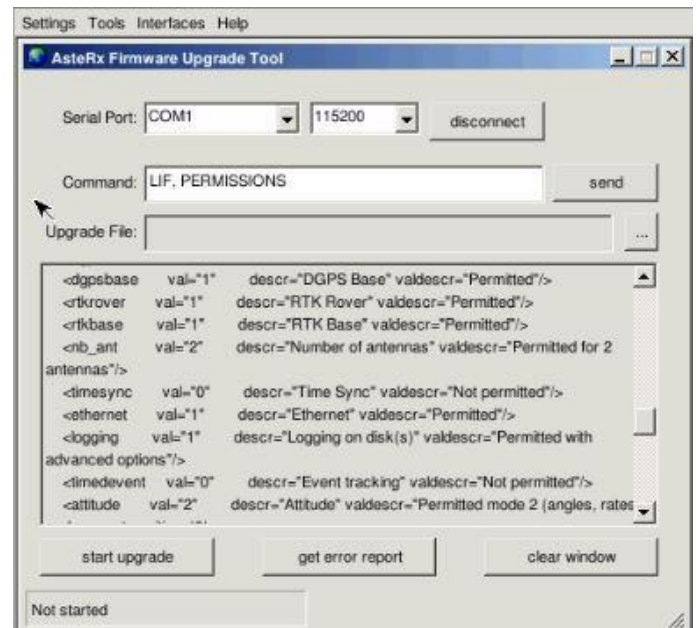 Settings Tools Interfaces Help
AsteRx Firmware Upgrade Tool
Serial Port: COM1 115200 disconnect
Command: LIF, PERMISSIONS send
Upgrade File: ...
<dgpsbase val="1" descr="DGPS Base" valdescr="Permitted"/>
<rtkrover val="1" descr="RTK Rover" valdescr="Permitted"/>
<rtkbase val="1" descr="RTK Base" valdescr="Permitted"/>
<nb_ant val="2" descr="Number of antennas" valdescr="Permitted for 2
antennas"/>
<timesync val="0" descr="Time Sync" valdescr="Not permitted"/>
<ethernet val="1" descr="Ethernet" valdescr="Permitted"/>
<logging val="1" descr="Logging on disk(s)" valdescr="Permitted with
advanced options"/>
<timedevent val="0" descr="Event tracking" valdescr="Not permitted"/>
<attitude val="2" descr="Attitude" valdescr="Permitted mode 2 (angles, rates
start upgrade get error report clear window
Not started